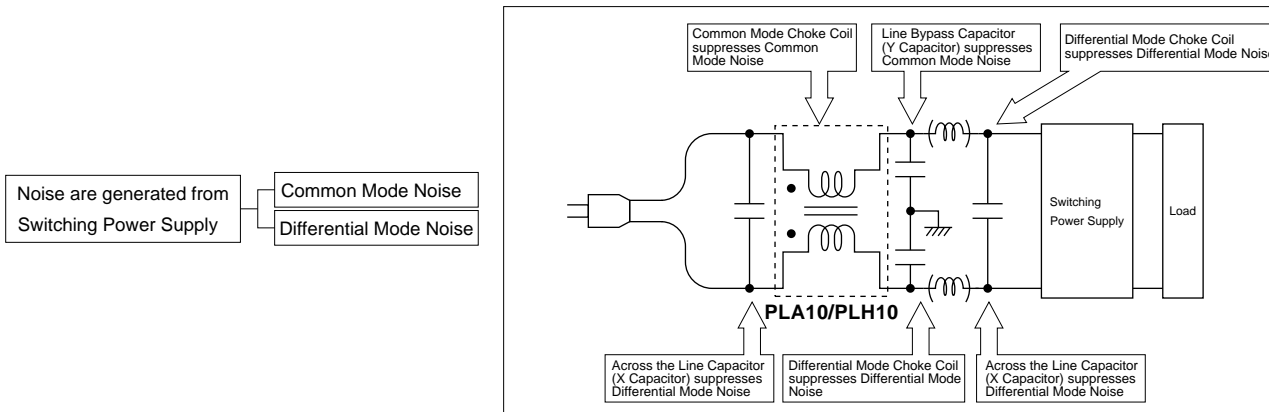 Noise are generated from
Switching Power Supply
Common Mode Noise
Differential Mode Noise
Common Mode Choke Coil
suppresses Common
Mode Noise
Line Bypass Capacitor
(Y Capacitor) suppresses
Common Mode Noise
Differential Mode Choke Coil
suppresses Differential Mode Noise
Switching
Power Supply
Load
PLA10/PLH10
Across the Line Capacitor
(X Capacitor) suppresses
Differential Mode Noise
Differential Mode Choke Coil
suppresses Differential Mode
Noise
Across the Line Capacitor
(X Capacitor) suppresses
Differential Mode Noise